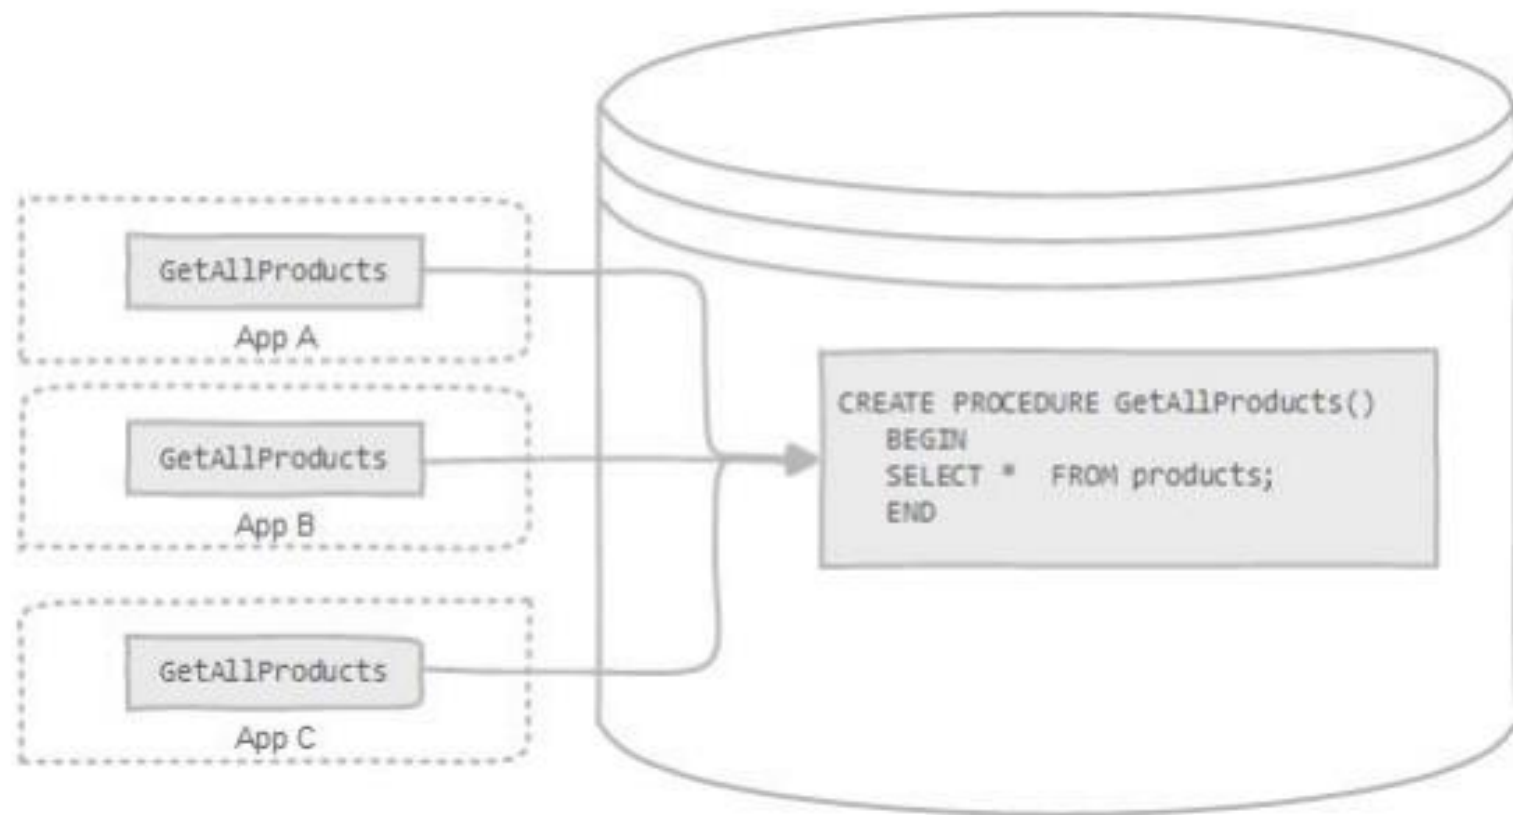 GetAllProducts
App A
GetAllProducts
App B
GetAllProducts
App C
CREATE PROCEDURE GetAllProducts()
BEGIN
SELECT *  FROM products;
END